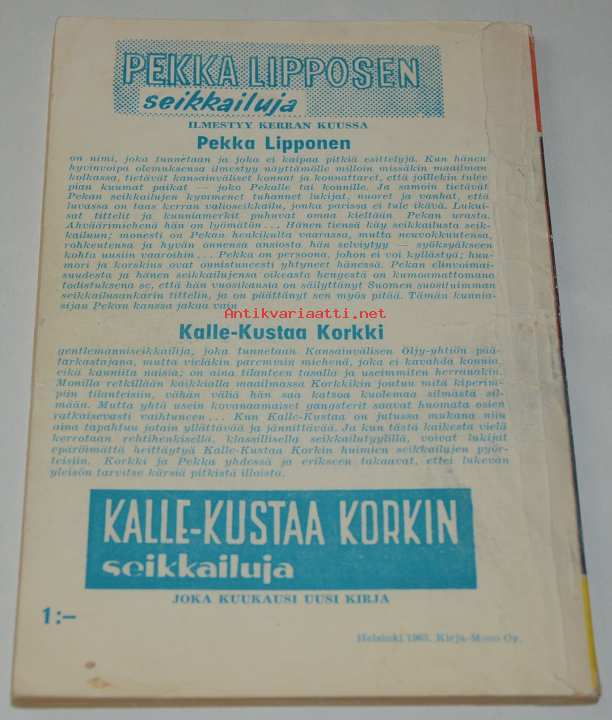 PEKKA LIPPOSEN
seikkailuja
ILMESTYY KERRAN KUUSSA
Pekka Lipponen
on nimi, joka tunnetaan ja joka ei kaipaa pitkiä esittelyjä. Kun hänen
hyvinvoipa olemuksensa ilmestyy näyttämölle milloin missäkin maailman
kolkassa, tietävät kansainväliset konnat ja konnattaret, että joillekin tulee
pian kuumat paikat — joko Pekalle tai konnille. Ja samoin tietävät
Pekan seikkailujen kymmenet tuhannet lukijat, nuoret ja vanhat, että
luvassa on taas kerran valioseikkailu, jonka parissa ei tule ikävä. Lukui-
sat tittelit ja kunniamerkit puhuvat omaa kieltään Pekan urasta.
Ahväärimiehenä hän on lyömätön... Hänen tiensä käy seikkailusta seik-
kailuun; monesti on Pekan henkikulta vaarassa, mutta neuvokkuutensa,
rohkeutensa ja hyvän onnensa ansiosta hän selviytyy — syöksyäkseen
kohta uusiin vaaroihin... Pekka on persoona, johon ei voi kyllästyä; huu-
mori ja korskius ovat onnistuneesti yhtyneet hänessä. Pekan elinvoimai-
suudesta ja hänen seikkailujensa oikeasta hengestä on kumoamattomana
todistuksena se, että hän vuosikausia on säilyttänyt Suomen suosituimman
seikkailusankarin tittelin, ja on päättänyt sen myös pitää. Tämän kunnia-
sijan Pekan kanssa jakaa vain
Antikvariaatti.net
Kalle-Kustaa Korkki
gentlemanniseikkailija, joka tunnetaan Kansainvälisen Öljy-yhtiön pää-
tarkastajana, mutta vieläkin paremmin miehenä, joka ei kavahda konnia,
eikä kauniita naisia; on aina tilanteen tasalla ja useimmiten herranakin.
Monilla retkillään kaikkialla maailmassa Korkkikin joutuu mitä kiperim-
piin tilanteisiin, vähän väliä hän saa katsoa kuolemaa silmästä sil-
mään. Mutta yhtä usein kovanaamaiset gangsterit saavat huomata osien
ratkaisevasti vaihtuneen... Kun Kalle-Kustaa on jutussa mukana niin
aina tapahtuu jotain yllättävää ja jännittävää. Ja kun tästä kaikesta vielä
kerrotaan rehtihenkisellä, klassillisella seikkailutyylillä, voivat lukijat
epäröimättä heittäytyä Kalle-Kustaa Korkin huimien seikkailujen pyör-
teisiin. Korkki ja Pekka yhdessä ja erikseen takaavat, ettei lukevan
yleisön tarvitse kärsiä pitkistä illoista.
KALLE-KUSTAA KORKIN
seikkailuja
JOKA KUUKAUSI UUSI KIRJA
1:–
Helsinki 1963. Kirja-Mono Oy.